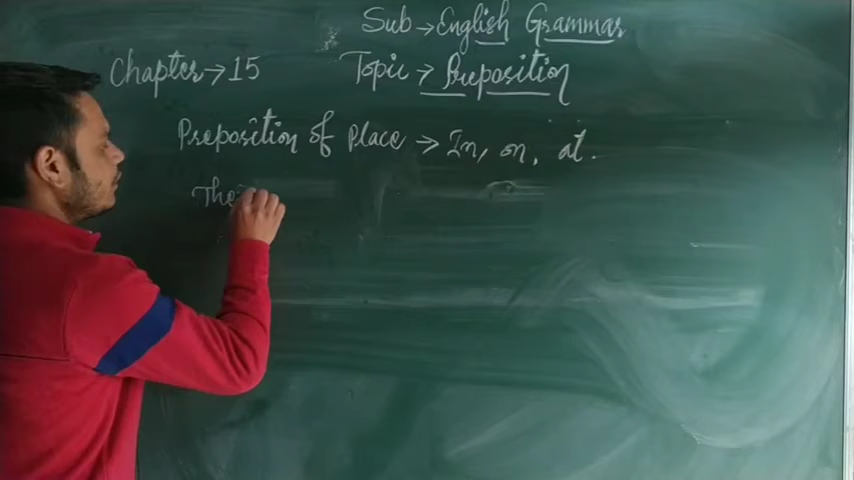 Sub → English Grammar
Chapter → 15 Topic → Preposition
Preposition of Place → In, on, at.
The